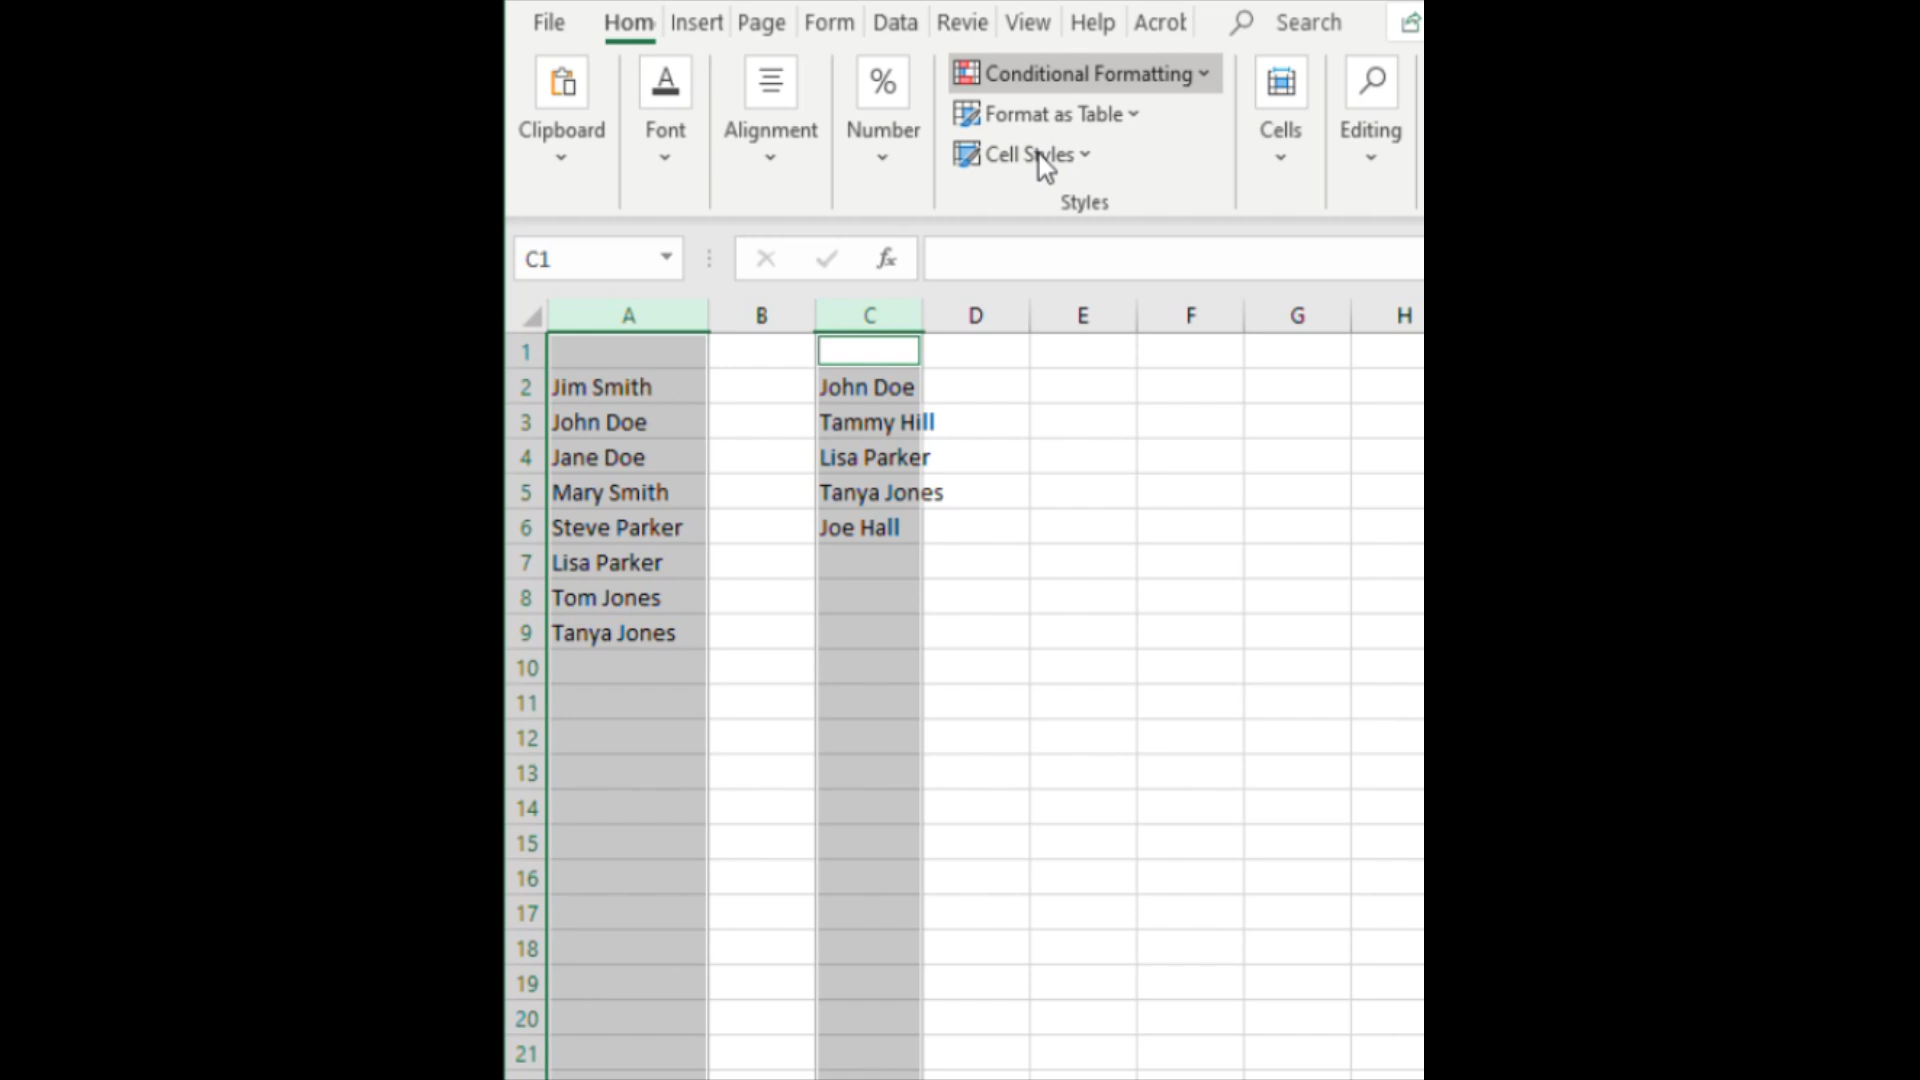 File Hom Insert Page Form Data Revie View Help Acrob Search
Conditional Formatting
Format as Table
Cell Styles
Clipboard Font Alignment Number Cells Editing
Styles
C1 fx
A B C D E F G H
1
2 Jim Smith John Doe
3 John Doe Tammy Hill
4 Jane Doe Lisa Parker
5 Mary Smith Tanya Jones
6 Steve Parker Joe Hall
7 Lisa Parker
8 Tom Jones
9 Tanya Jones
10
11
12
13
14
15
16
17
18
19
20
21